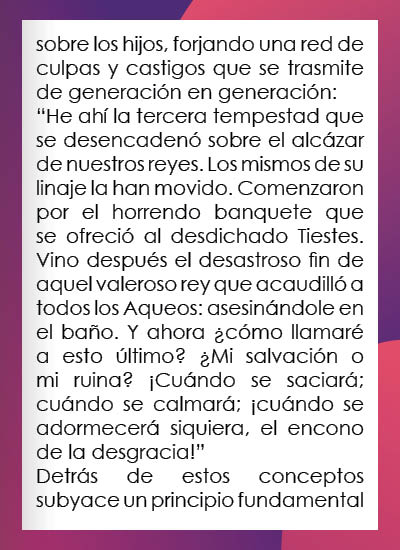 sobre los hijos, forjando una red de
culpas y castigos que se trasmite
de generación en generación:
“He ahí la tercera tempestad que
se desencadenó sobre el alcázar
de nuestros reyes. Los mismos de su
linaje la han movido. Comenzaron
por el horrendo banquete que
se ofreció al desdichado Tiestes.
Vino después el desastroso fin de
aquel valeroso rey que acaudilló a
todos los Aqueos: asesinándole en
el baño. Y ahora ¿cómo llamaré
a esto último? ¿Mi salvación o
mi ruina? ¡Cuándo se saciará;
cuándo se calmará; ¡cuándo se
adormecerá siquiera, el encono
de la desgracia!”
Detrás de estos conceptos
subyace un principio fundamental